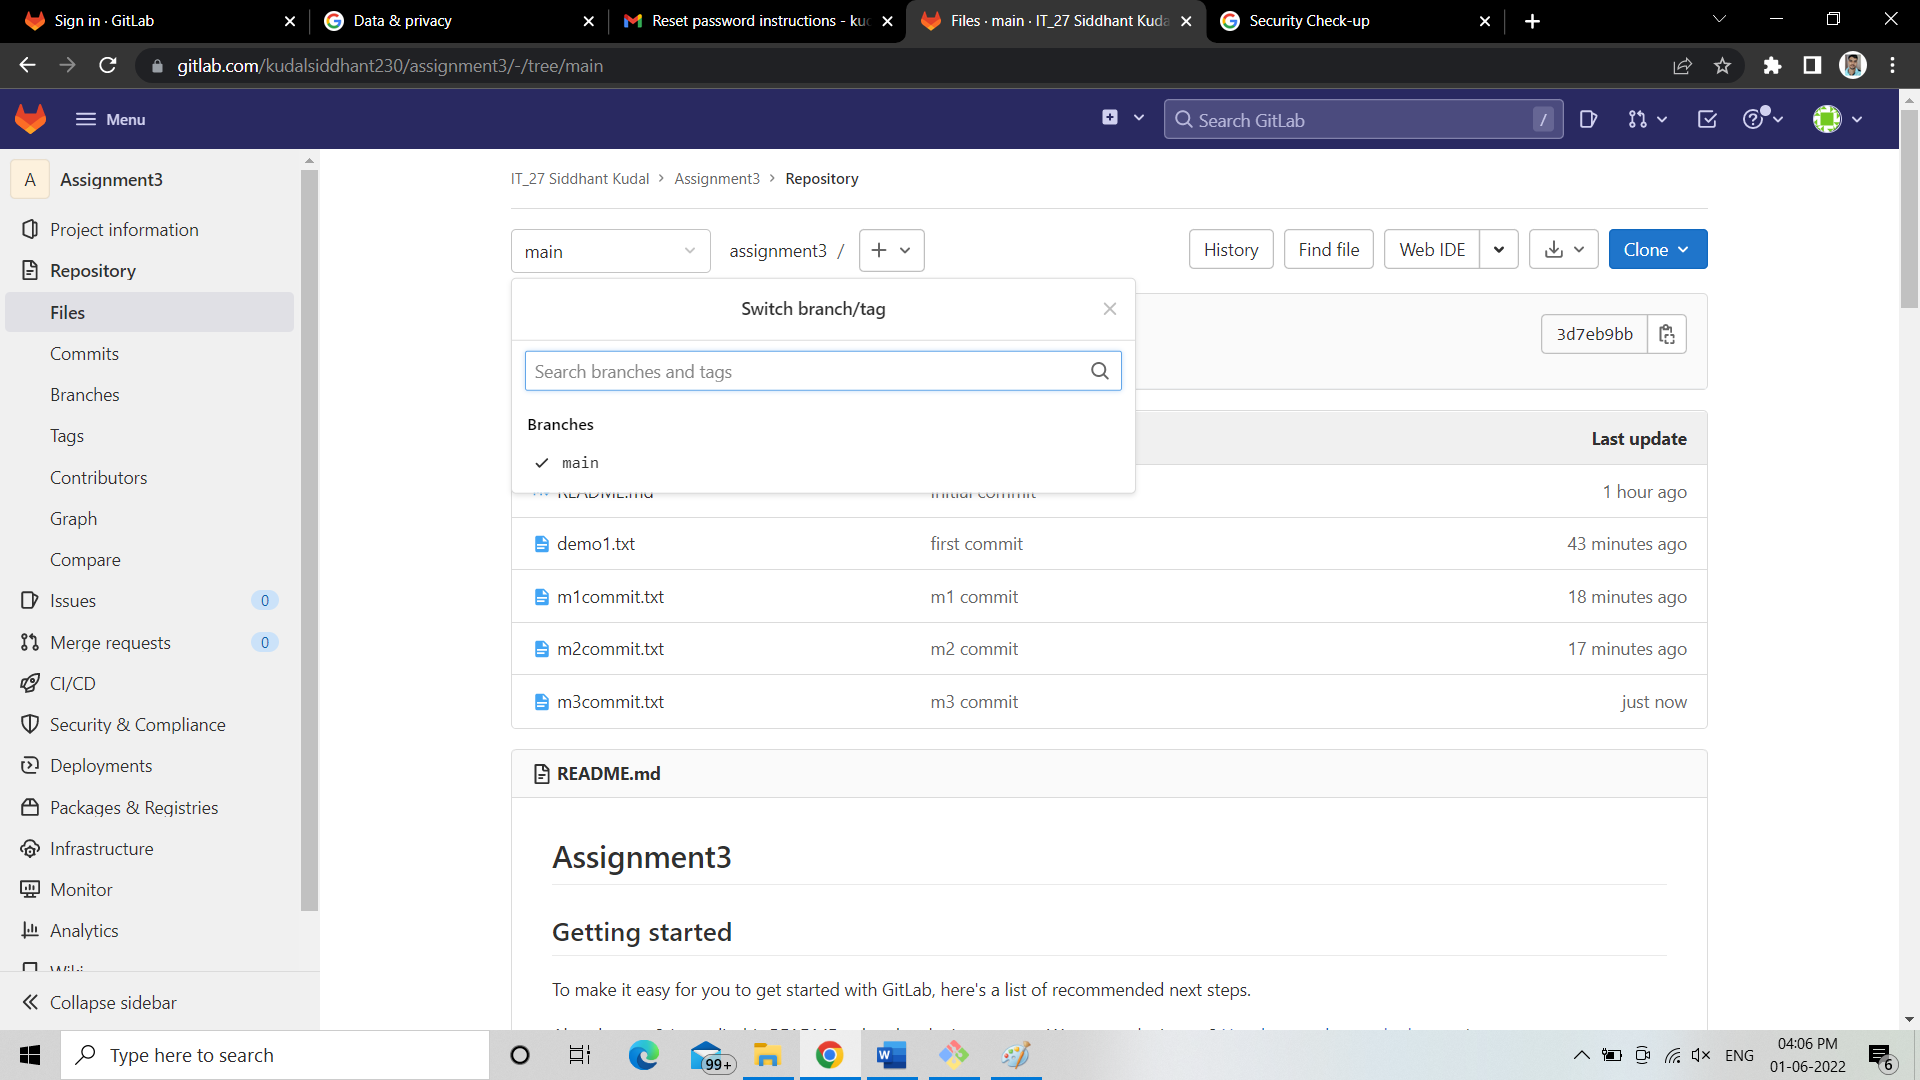 Sign in · GitLab
Data & privacy
Reset password instructions - kud
Files · main · IT_27 Siddhant Kuda
Security Check-up
gitlab.com/kudalsiddhant230/assignment3/-/tree/main
Menu
Search GitLab
/
A
Assignment3
Project information
Repository
Files
Commits
Branches
Tags
Contributors
Graph
Compare
Issues 0
Merge requests 0
CI/CD
Security & Compliance
Deployments
Packages & Registries
Infrastructure
Monitor
Analytics
Wiki
Collapse sidebar
IT_27 Siddhant Kudal > Assignment3 > Repository
main
assignment3 /
History
Find file
Web IDE
Clone
Switch branch/tag
3d7eb9bb
Search branches and tags
Branches
main
Last update
README.md initial commit 1 hour ago
demo1.txt first commit 43 minutes ago
m1commit.txt m1 commit 18 minutes ago
m2commit.txt m2 commit 17 minutes ago
m3commit.txt m3 commit just now
README.md
Assignment3
Getting started
To make it easy for you to get started with GitLab, here's a list of recommended next steps.
Type here to search
99+
ENG
04:06 PM
01-06-2022
6